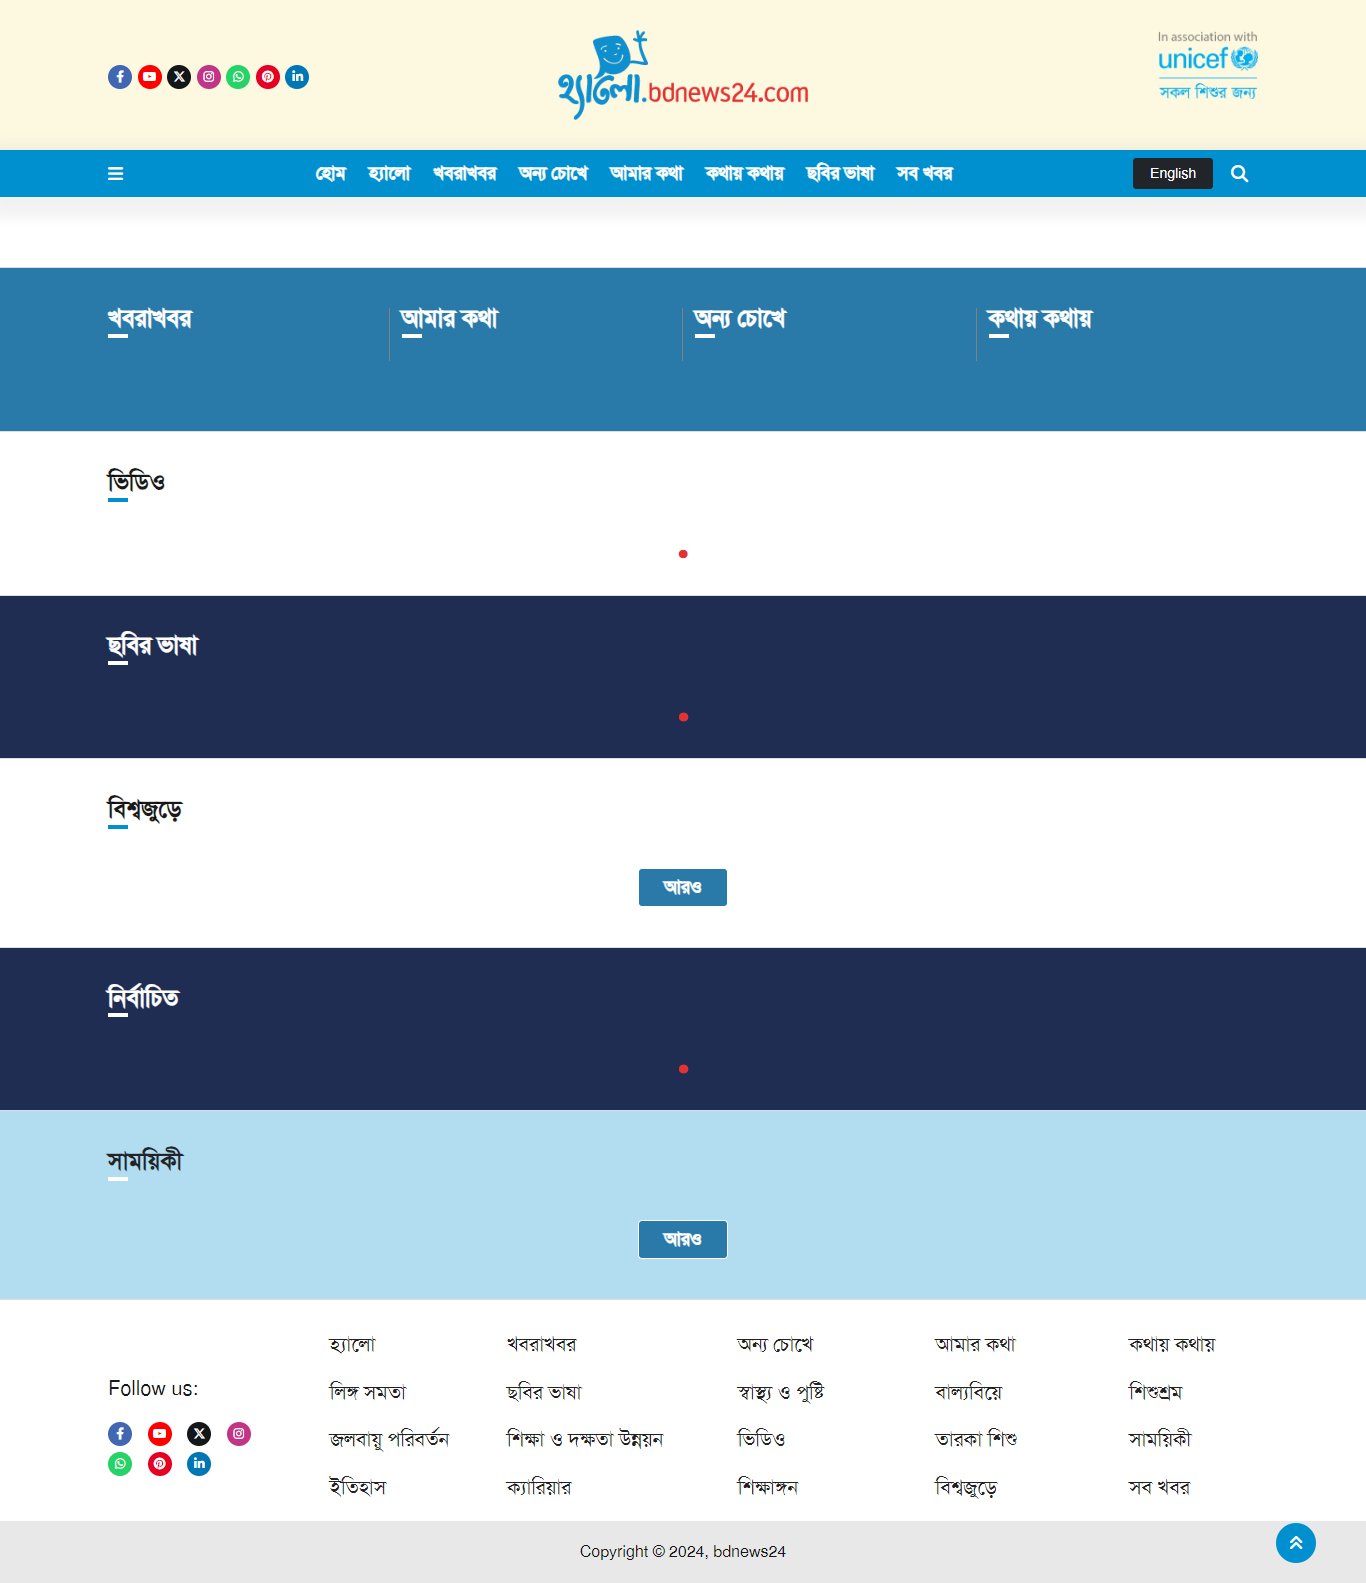 In association with
unicef
সকল শিশুর জন্য
হ্যালো.bdnews24.com
হোম হ্যালো খবরাখবর অন্য চোখে আমার কথা কথায় কথায় ছবির ভাষা সব খবর English
খবরাখবর আমার কথা অন্য চোখে কথায় কথায়
ভিডিও
ছবির ভাষা
বিশ্বজুড়ে
আরও
নির্বাচিত
সাময়িকী
আরও
হ্যালো খবরাখবর অন্য চোখে আমার কথা কথায় কথায়
Follow us:
লিঙ্গ সমতা ছবির ভাষা স্বাস্থ্য ও পুষ্টি বাল্যবিয়ে শিশুশ্রম
জলবায়ু পরিবর্তন শিক্ষা ও দক্ষতা উন্নয়ন ভিডিও তারকা শিশু সাময়িকী
ইতিহাস ক্যারিয়ার শিক্ষাঙ্গন বিশ্বজুড়ে সব খবর
Copyright © 2024, bdnews24